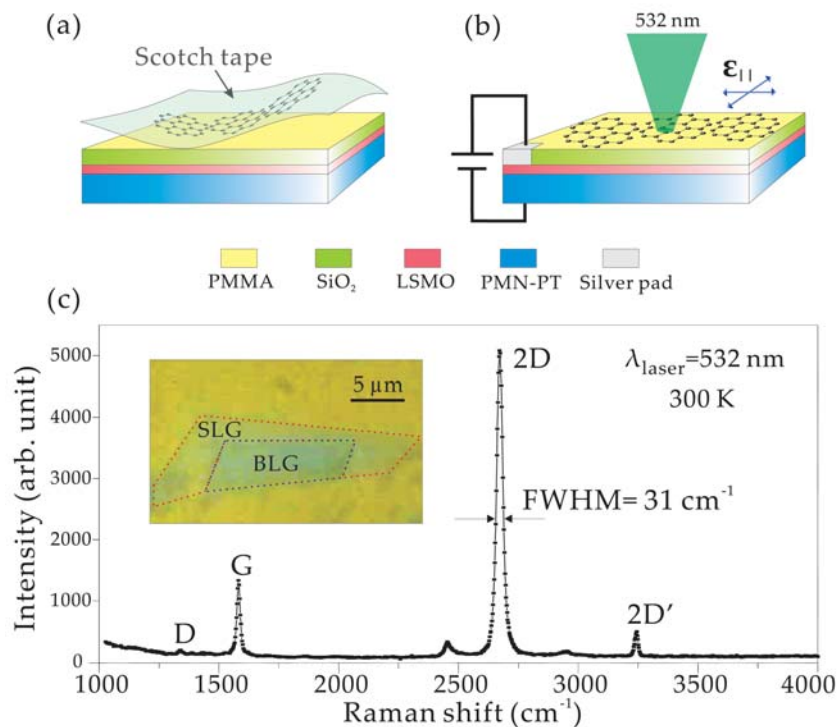 (a)
Scotch tape
(b)
532 nm
ε||
PMMA
SiO₂
LSMO
PMN-PT
Silver pad
(c)
5000
4000
3000
2000
1000
0
Intensity (arb. unit)
5 µm
SLG
BLG
D
G
2D
2D′
λlaser=532 nm
300 K
FWHM= 31 cm⁻¹
1000 1500 2000 2500 3000 3500 4000
Raman shift (cm⁻¹)